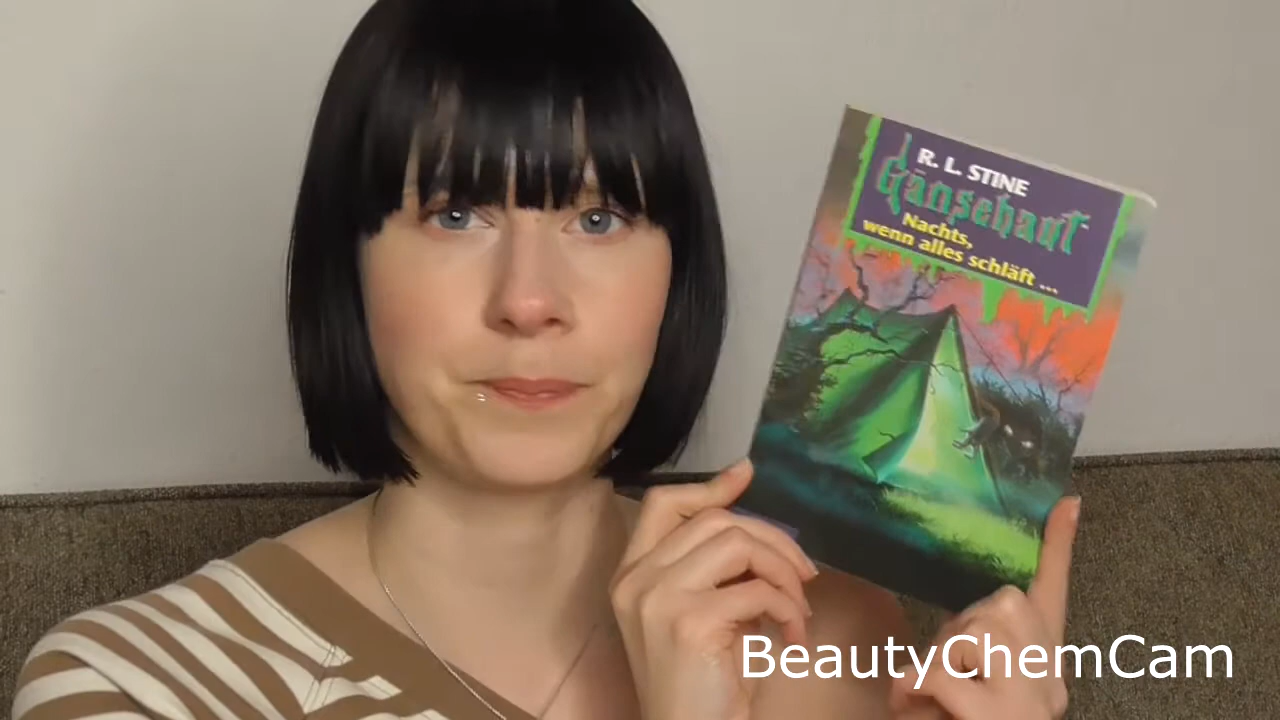 R. L. STINE
Gänsehaut
Nachts,
wenn alles schläft ...
BeautyChemCam